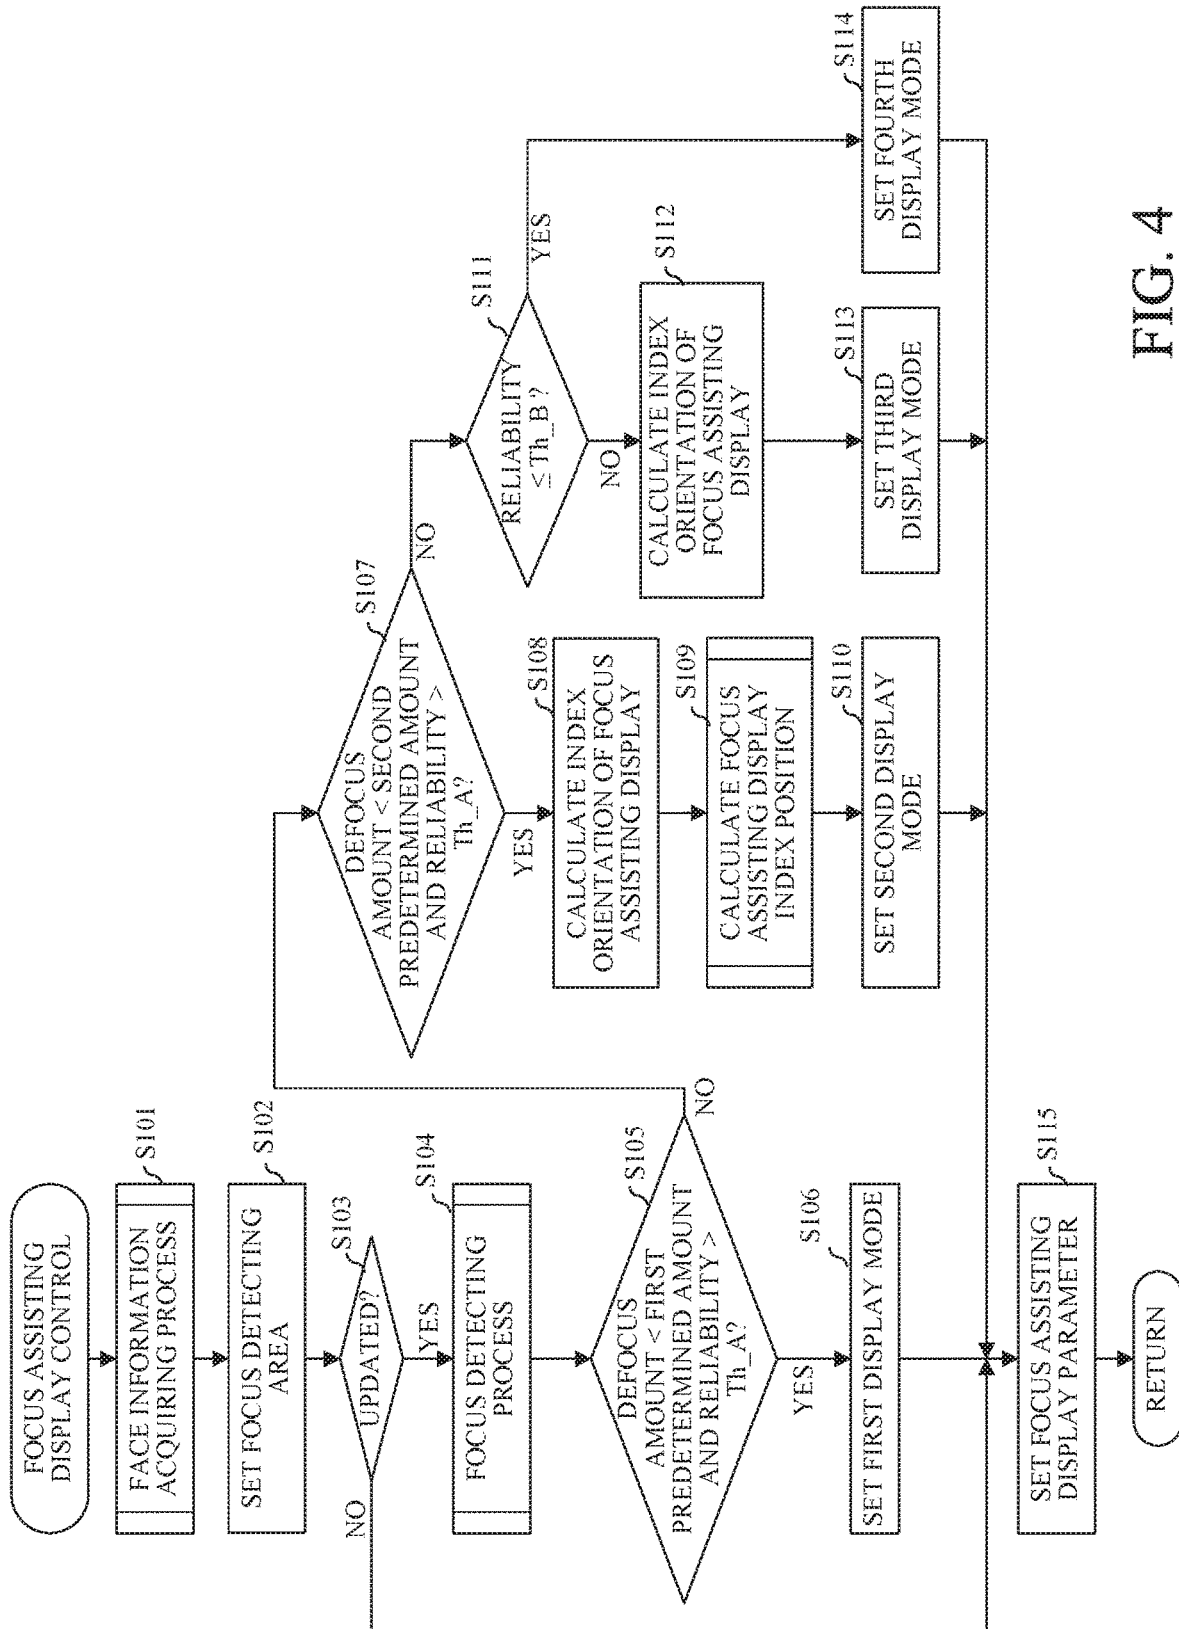 FOCUS ASSISTING
DISPLAY CONTROL
S101
FACE INFORMATION
ACQUIRING PROCESS
S102
SET FOCUS DETECTING
AREA
S103
UPDATED?
NO
YES
S104
FOCUS DETECTING
PROCESS
S105
DEFOCUS
AMOUNT < FIRST
PREDETERMINED AMOUNT
AND RELIABILITY >
Th_A?
NO
YES
S106
SET FIRST DISPLAY MODE
S107
DEFOCUS
AMOUNT < SECOND
PREDETERMINED AMOUNT
AND RELIABILITY >
Th_A?
NO
YES
S108
CALCULATE INDEX
ORIENTATION OF FOCUS
ASSISTING DISPLAY
S109
CALCULATE FOCUS
ASSISTING DISPLAY
INDEX POSITION
S110
SET SECOND DISPLAY
MODE
S111
RELIABILITY
≤ Th_B?
YES
NO
S112
CALCULATE INDEX
ORIENTATION OF
FOCUS ASSISTING
DISPLAY
S113
SET THIRD
DISPLAY MODE
S114
SET FOURTH
DISPLAY MODE
S115
SET FOCUS ASSISTING
DISPLAY PARAMETER
RETURN
FIG. 4